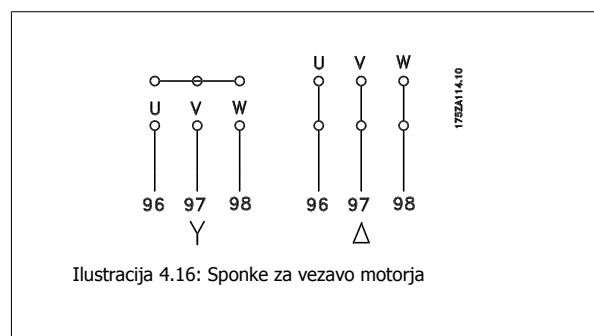 U V W
U V W
96 97 98 96 97 98
Y Δ
175ZA114.10
Ilustracija 4.16: Sponke za vezavo motorja